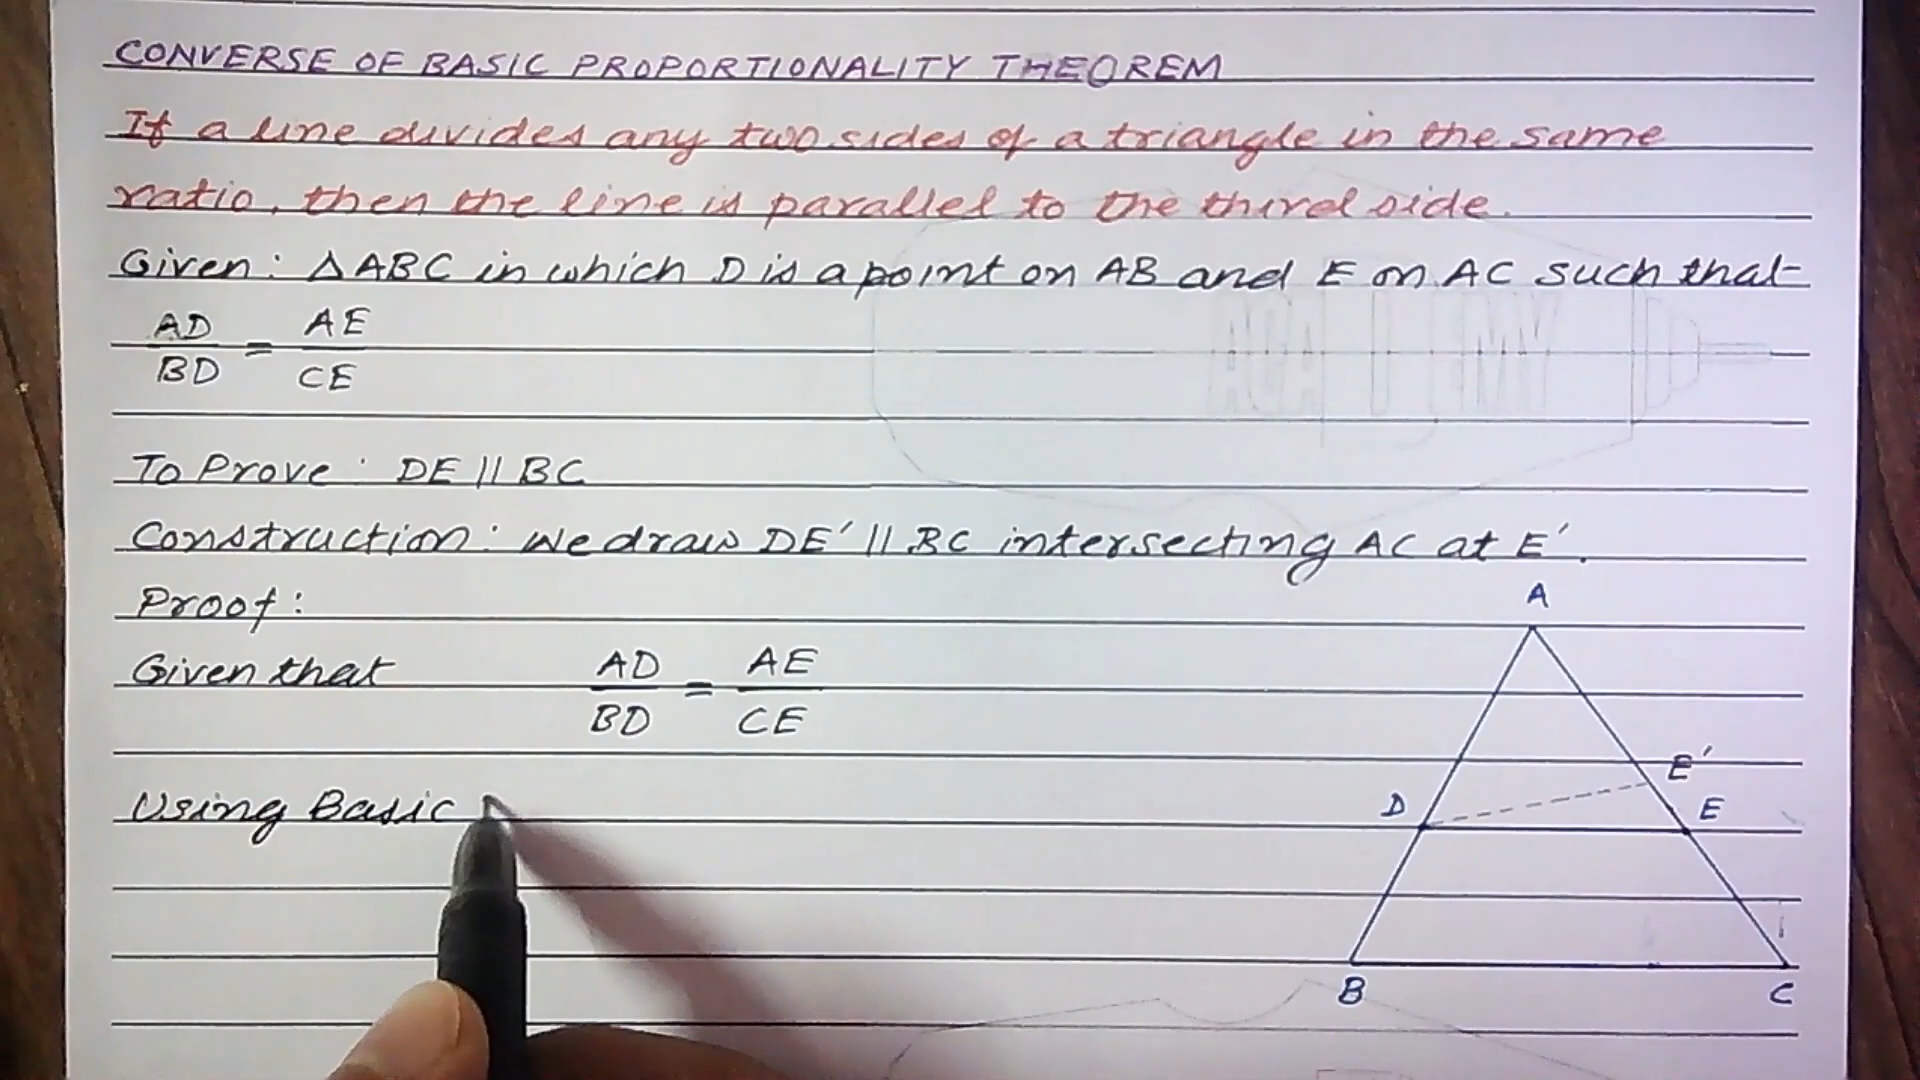 CONVERSE OF BASIC PROPORTIONALITY THEOREM
If a line divides any two sides of a triangle in the same
ratio, then the line is parallel to the third side.
Given: ΔABC in which D is a point on AB and E on AC such that
AD/BD = AE/CE
ACADEMY
To Prove: DE || BC
Construction: We draw DE′ || BC intersecting AC at E′.
Proof:
Given that AD/BD = AE/CE
Using Basic
A
E′
D E
B C